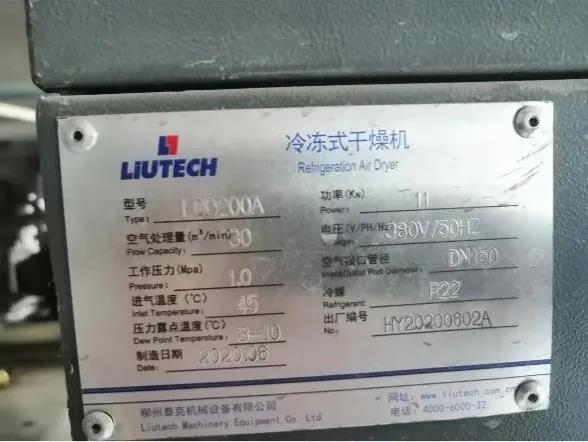 LIUTECH
冷冻式干燥机
Refrigeration Air Dryer
型号 Type: LDD200A
功率(Kw) Power: 11
空气处理量(m³/min) Flow Capacity: 30
电压(V/PH/Hz) 380V/50HZ
工作压力(Mpa) Pressure: 1.0
空气接口管径 Inlet&Outlet Port Diameter: DN150
进气温度(℃) Inlet Temperature: 45
冷媒 Refrigerant: R22
压力露点温度(℃) Dew Point Temperature: 3-10
出厂编号 No.: HY20200602A
制造日期 Date: 2020.06
柳州泰克机械设备有限公司
Liutech Machinery Equipment Co Ltd
网址: www.liutech.com.cn
电话: 4000-6000-32